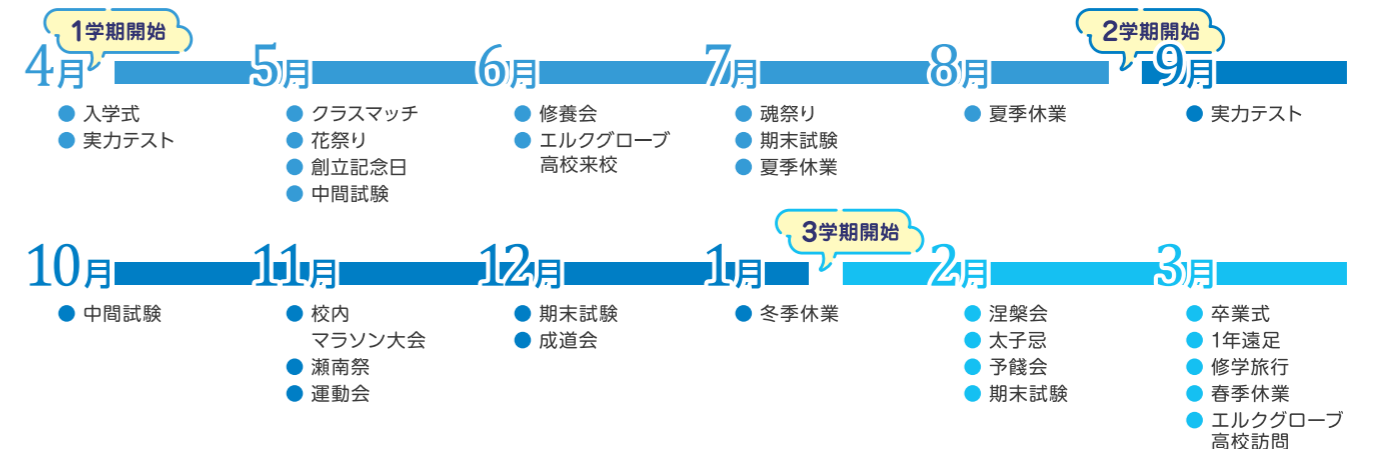 1学期開始
4月
入学式
実力テスト
5月
クラスマッチ
花祭り
創立記念日
中間試験
6月
修養会
エルクグローブ
高校来校
7月
魂祭り
期末試験
夏季休業
8月
夏季休業
2学期開始
9月
実力テスト
10月
中間試験
11月
校内
マラソン大会
瀬南祭
運動会
12月
期末試験
成道会
1月
冬季休業
3学期開始
2月
涅槃会
太子忌
予餞会
期末試験
3月
卒業式
1年遠足
修学旅行
春季休業
エルクグローブ
高校訪問